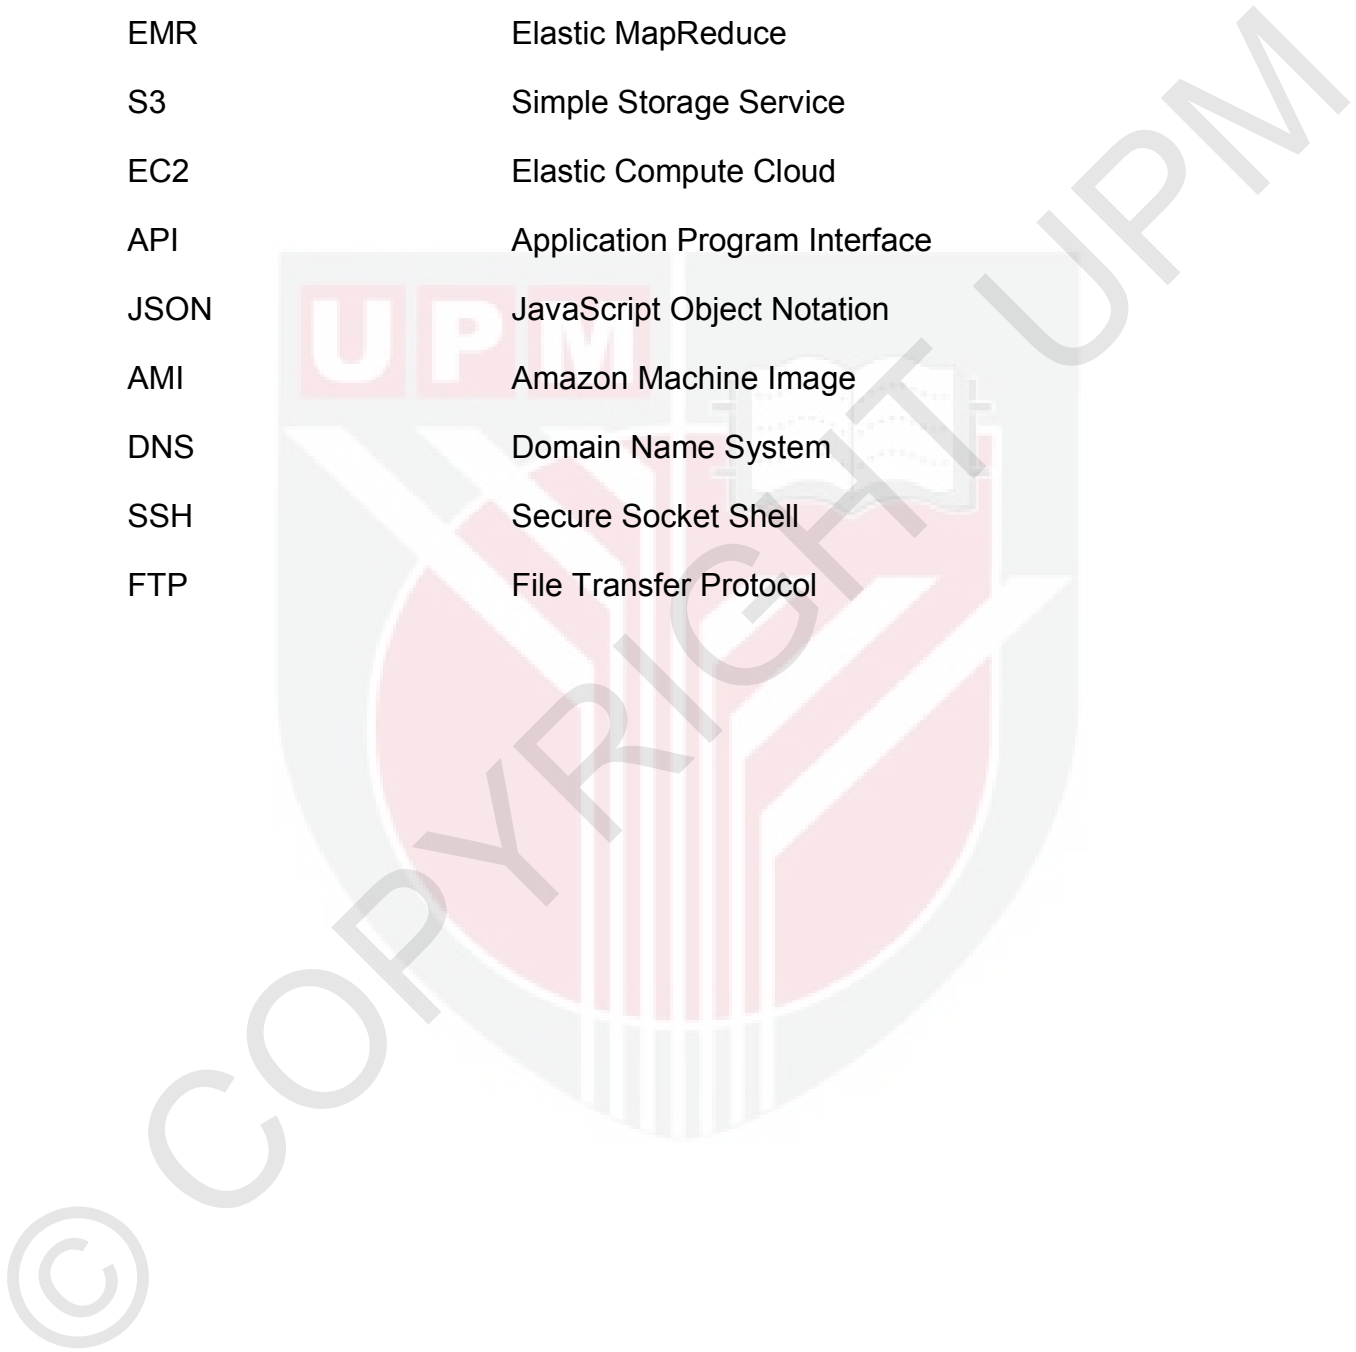 EMR Elastic MapReduce
S3 Simple Storage Service
EC2 Elastic Compute Cloud
API Application Program Interface
JSON JavaScript Object Notation
AMI Amazon Machine Image
DNS Domain Name System
SSH Secure Socket Shell
FTP File Transfer Protocol
UPM
© COPYRIGHT UPM